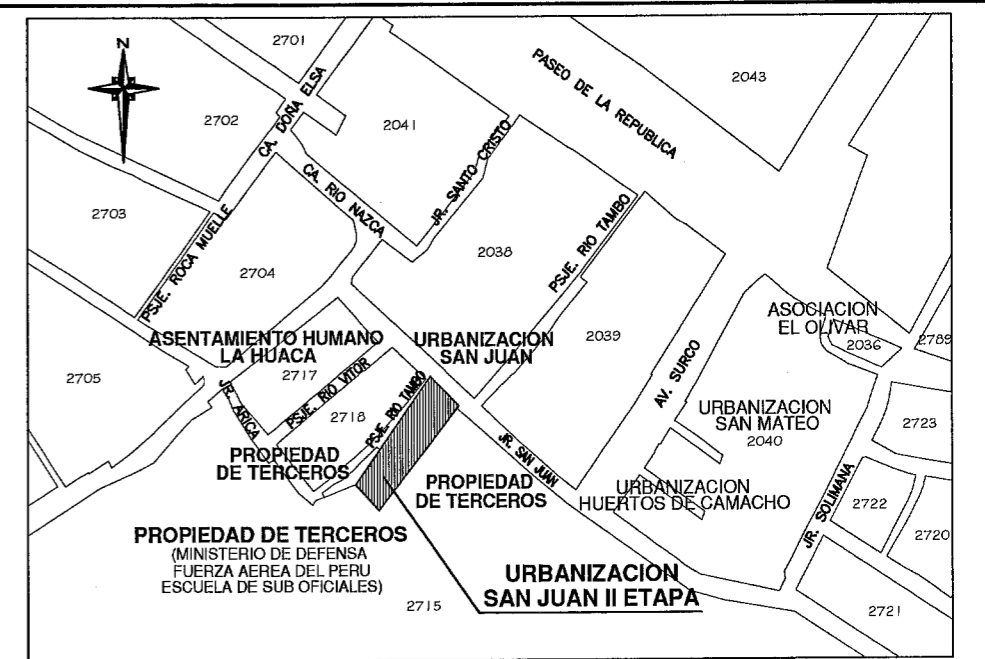 N
2701
2702
CA. DOÑA ELSA
2041
PASEO DE LA REPUBLICA
2043
2703
PSJE. ROCA MUELLE
CA. RIO NAZCA
JR. SANTO CRISTO
2704
2038
PSJE. RIO TAMBO
2039
ASOCIACION
EL OLIVAR
2036
2789
ASENTAMIENTO HUMANO
LA HUACA
URBANIZACION
SAN JUAN
2705
2717
PSJE. RIO VITOR
JR. ARICA
2718
PSJE. RIO TAMBO
AV. SURCO
URBANIZACION
SAN MATEO
2040
2723
PROPIEDAD
DE TERCEROS
JR. SAN JUAN
PROPIEDAD
DE TERCEROS
URBANIZACION
HUERTOS DE CAMACHO
JR. SOLIMANA
2722
2720
PROPIEDAD DE TERCEROS
(MINISTERIO DE DEFENSA
FUERZA AEREA DEL PERU
ESCUELA DE SUB OFICIALES)
2715
URBANIZACION
SAN JUAN II ETAPA
2721